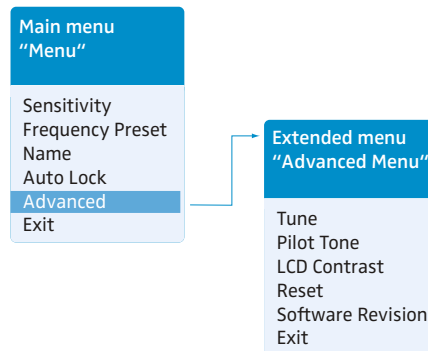 Main menu
“Menu“
Sensitivity
Frequency Preset
Name
Auto Lock
Advanced
Exit
Extended menu
“Advanced Menu“
Tune
Pilot Tone
LCD Contrast
Reset
Software Revision
Exit